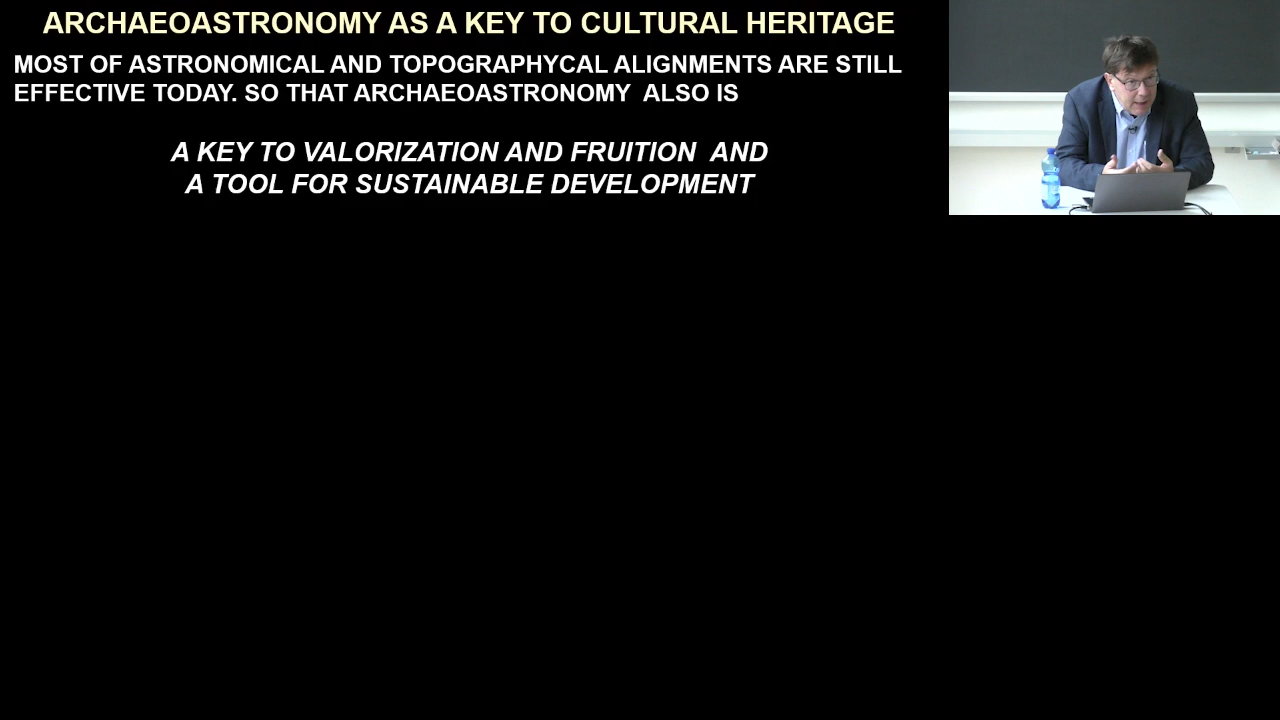 ARCHAEOASTRONOMY AS A KEY TO CULTURAL HERITAGE
MOST OF ASTRONOMICAL AND TOPOGRAPHYCAL ALIGNMENTS ARE STILL
EFFECTIVE TODAY. SO THAT ARCHAEOASTRONOMY ALSO IS
A KEY TO VALORIZATION AND FRUITION AND
A TOOL FOR SUSTAINABLE DEVELOPMENT